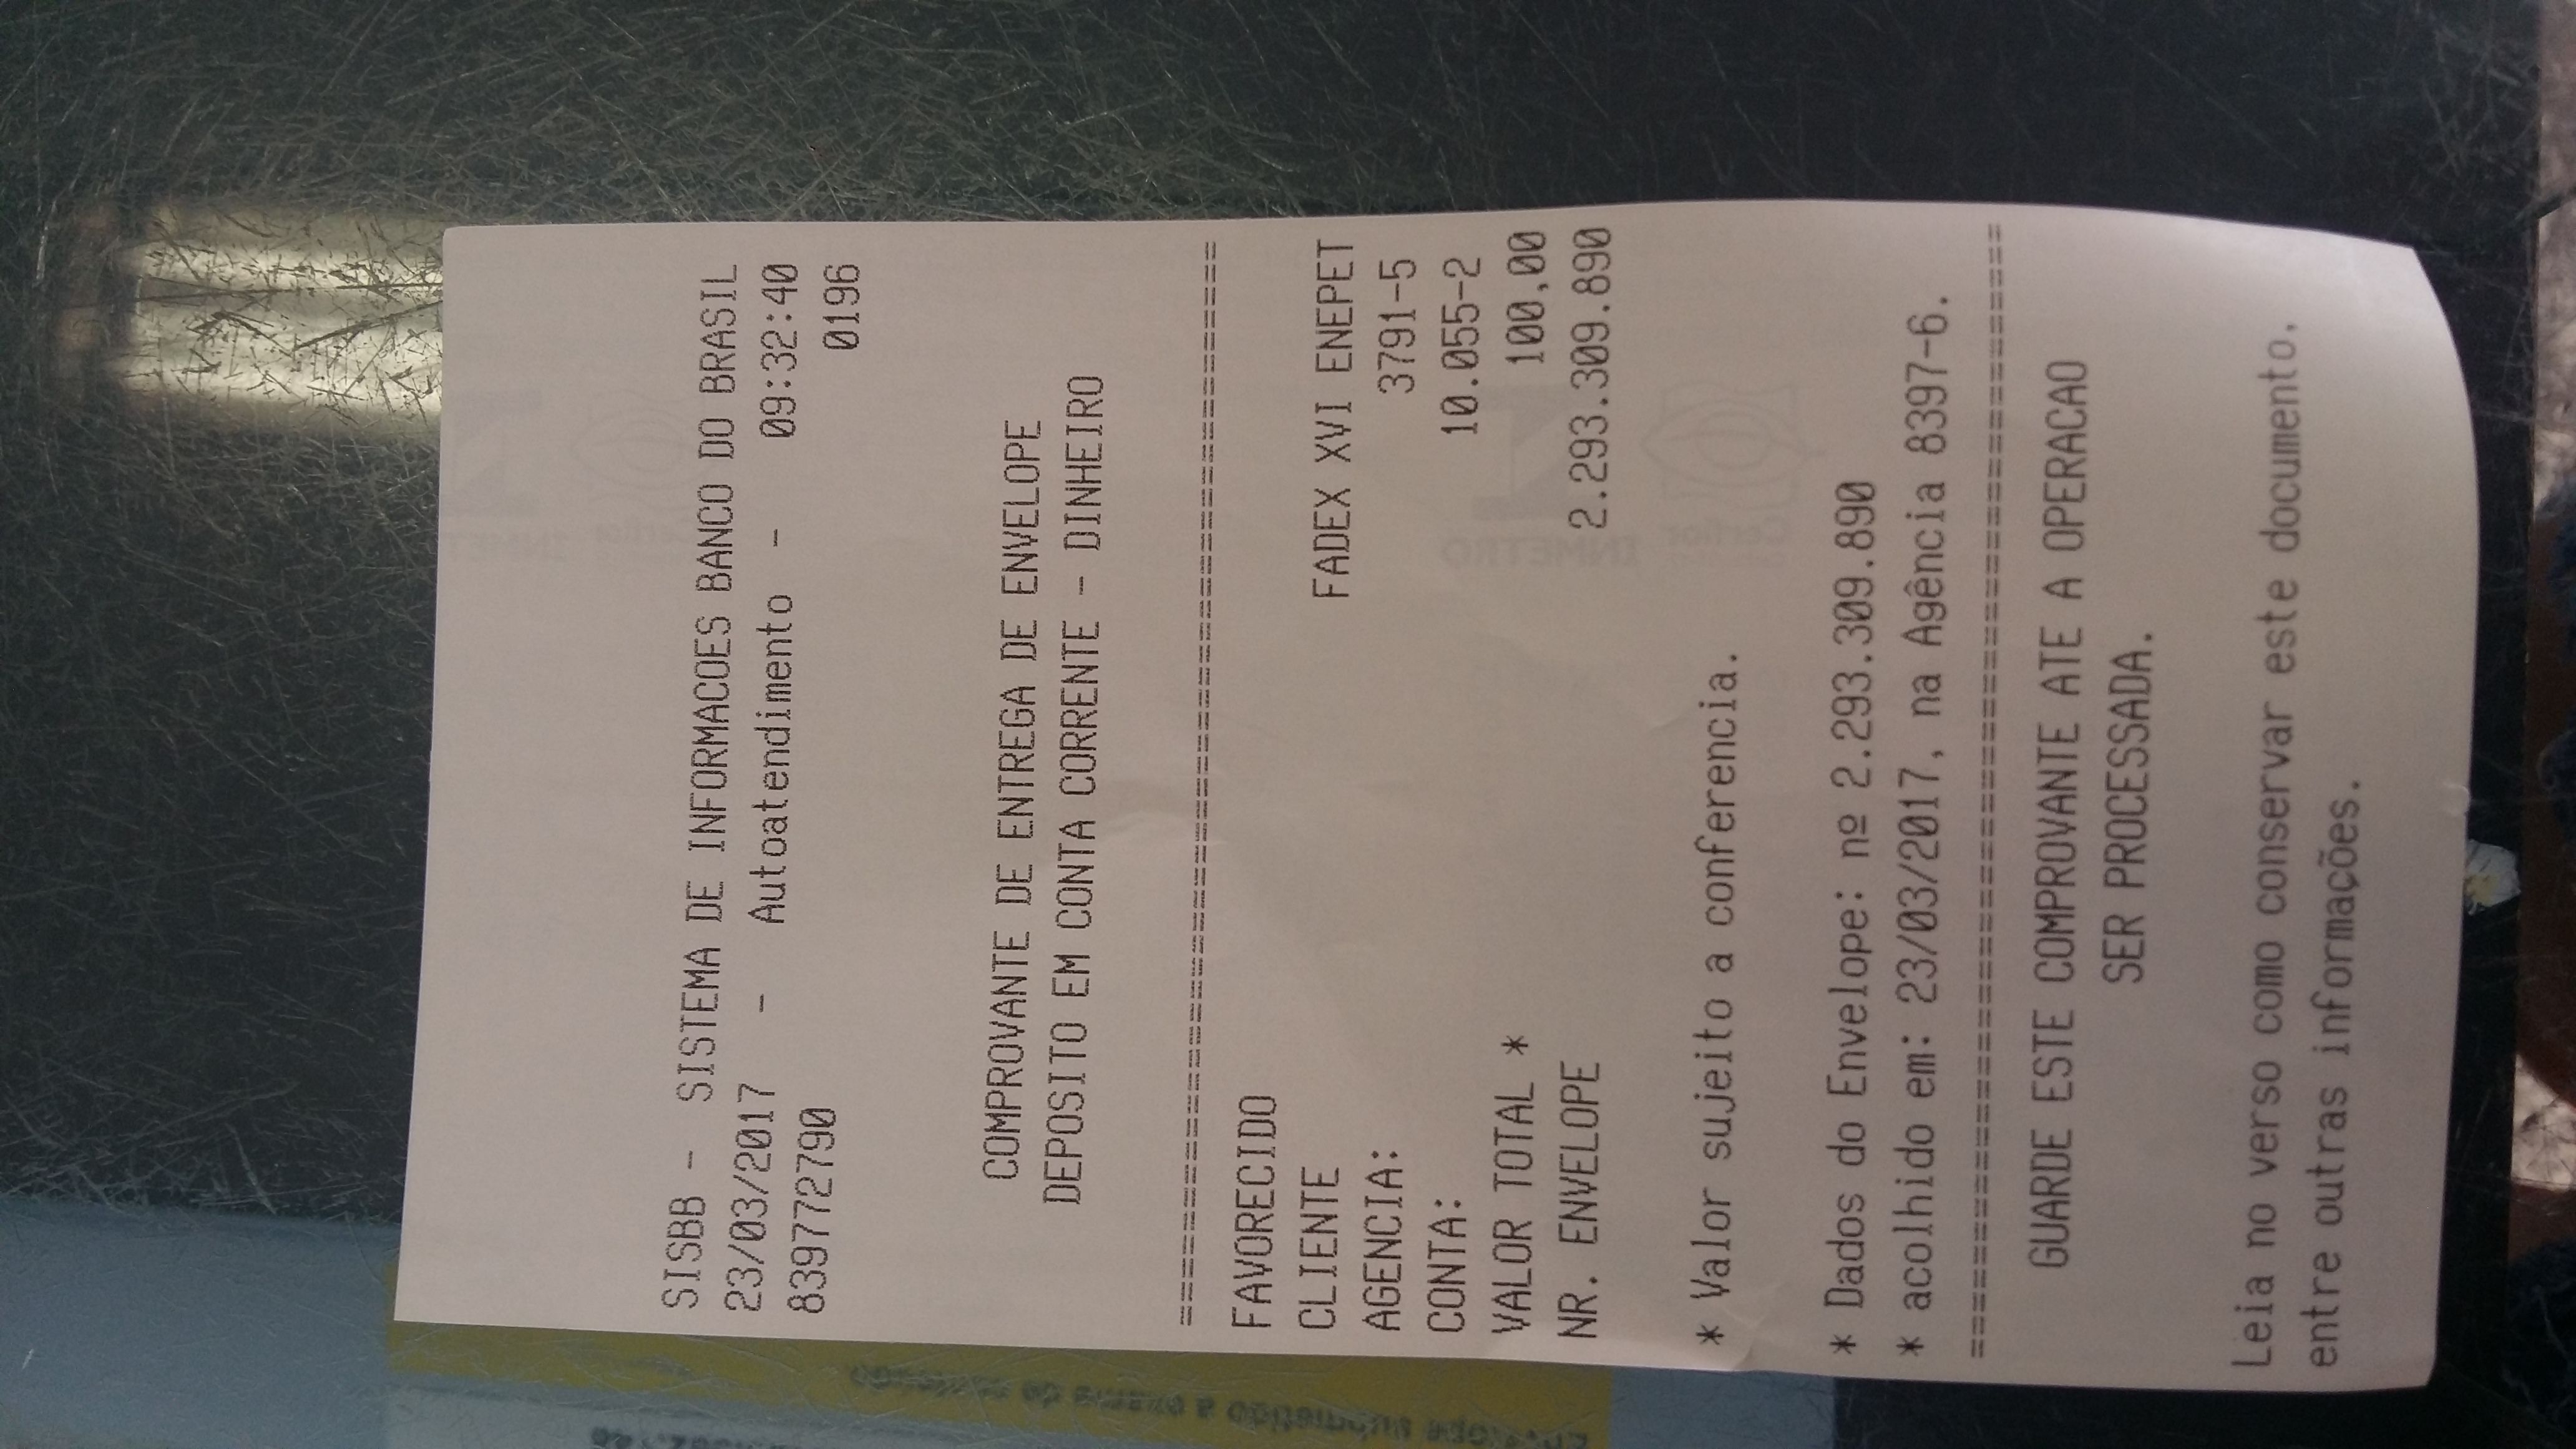 SISBB - SISTEMA DE INFORMACOES BANCO DO BRASIL
23/03/2017 - Autoatendimento - 09:32:40
839772790 0196
COMPROVANTE DE ENTREGA DE ENVELOPE
DEPOSITO EM CONTA CORRENTE - DINHEIRO
FAVORECIDO
CLIENTE FADEX XVI ENEPET
AGENCIA: 3791-5
CONTA: 10.055-2
VALOR TOTAL * 100,00
NR. ENVELOPE 2.293.309.890
* Valor sujeito a conferencia.
* Dados do Envelope: nº 2.293.309.890
* acolhido em: 23/03/2017, na Agência 8397-6.
GUARDE ESTE COMPROVANTE ATE A OPERACAO
SER PROCESSADA.
Leia no verso como conservar este documento,
entre outras informações.